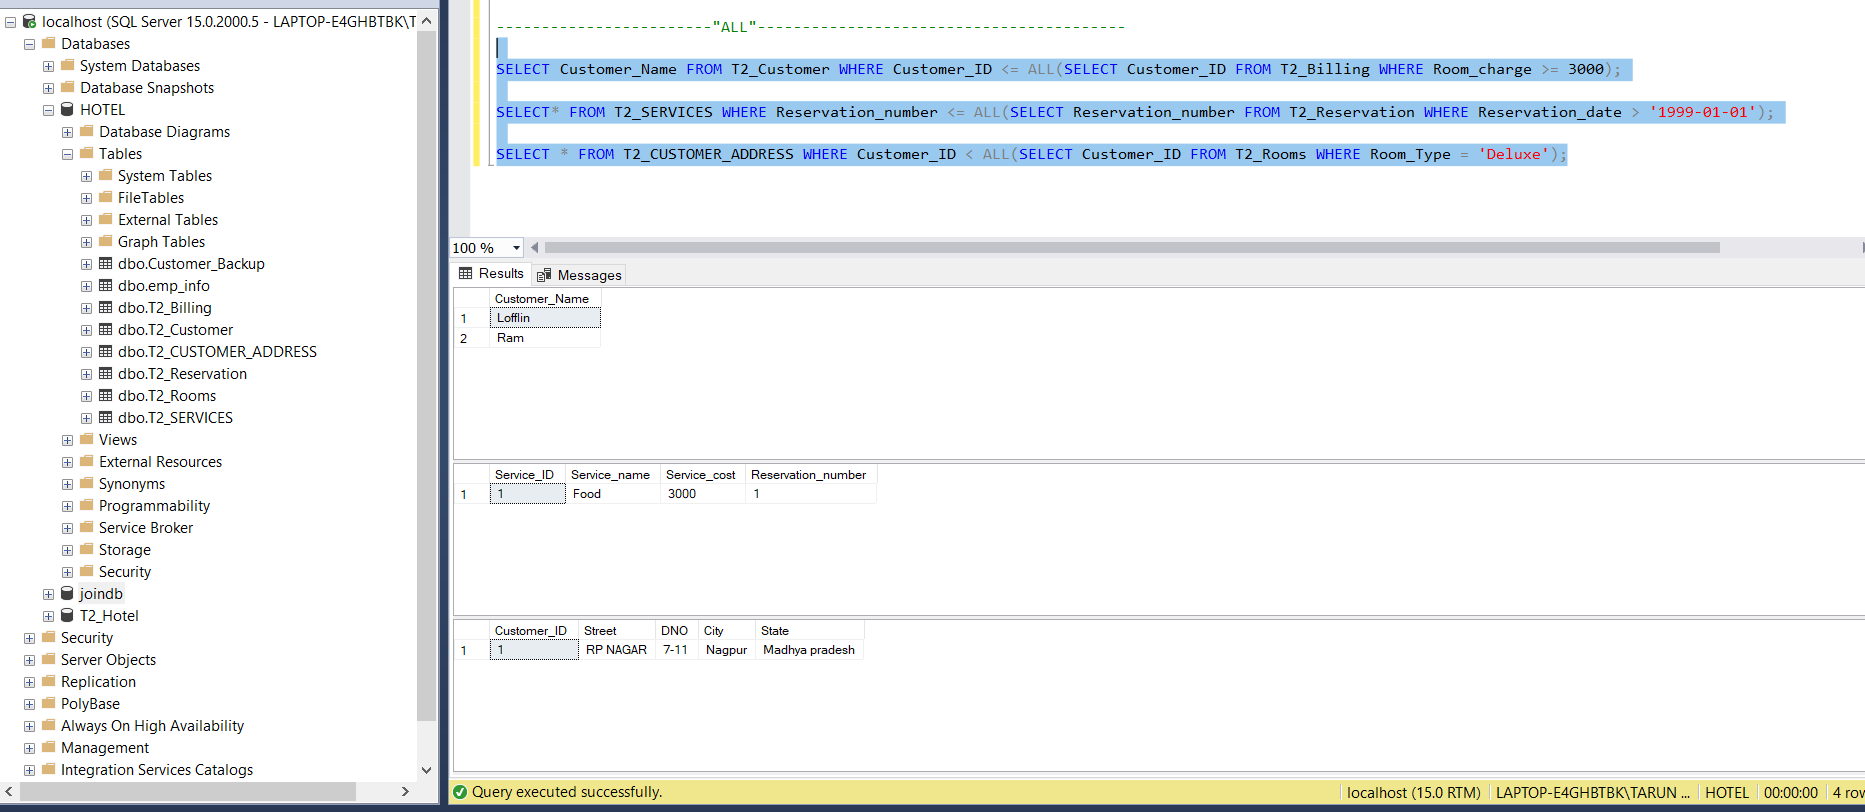 localhost (SQL Server 15.0.2000.5 - LAPTOP-E4GHBTBK\T
Databases
System Databases
Database Snapshots
HOTEL
Database Diagrams
Tables
System Tables
FileTables
External Tables
Graph Tables
dbo.Customer_Backup
dbo.emp_info
dbo.T2_Billing
dbo.T2_Customer
dbo.T2_CUSTOMER_ADDRESS
dbo.T2_Reservation
dbo.T2_Rooms
dbo.T2_SERVICES
Views
External Resources
Synonyms
Programmability
Service Broker
Storage
Security
joindb
T2_Hotel
Security
Server Objects
Replication
PolyBase
Always On High Availability
Management
Integration Services Catalogs
------------------------"ALL"-----------------------------------------
SELECT Customer_Name FROM T2_Customer WHERE Customer_ID <= ALL(SELECT Customer_ID FROM T2_Billing WHERE Room_charge >= 3000);
SELECT* FROM T2_SERVICES WHERE Reservation_number <= ALL(SELECT Reservation_number FROM T2_Reservation WHERE Reservation_date > '1999-01-01');
SELECT * FROM T2_CUSTOMER_ADDRESS WHERE Customer_ID < ALL(SELECT Customer_ID FROM T2_Rooms WHERE Room_Type = 'Deluxe');
100 %
Results Messages
Customer_Name
1 Lofflin
2 Ram
Service_ID Service_name Service_cost Reservation_number
1 1 Food 3000 1
Customer_ID Street DNO City State
1 1 RP NAGAR 7-11 Nagpur Madhya pradesh
Query executed successfully. localhost (15.0 RTM) LAPTOP-E4GHBTBK\TARUN ... HOTEL 00:00:00 4 row